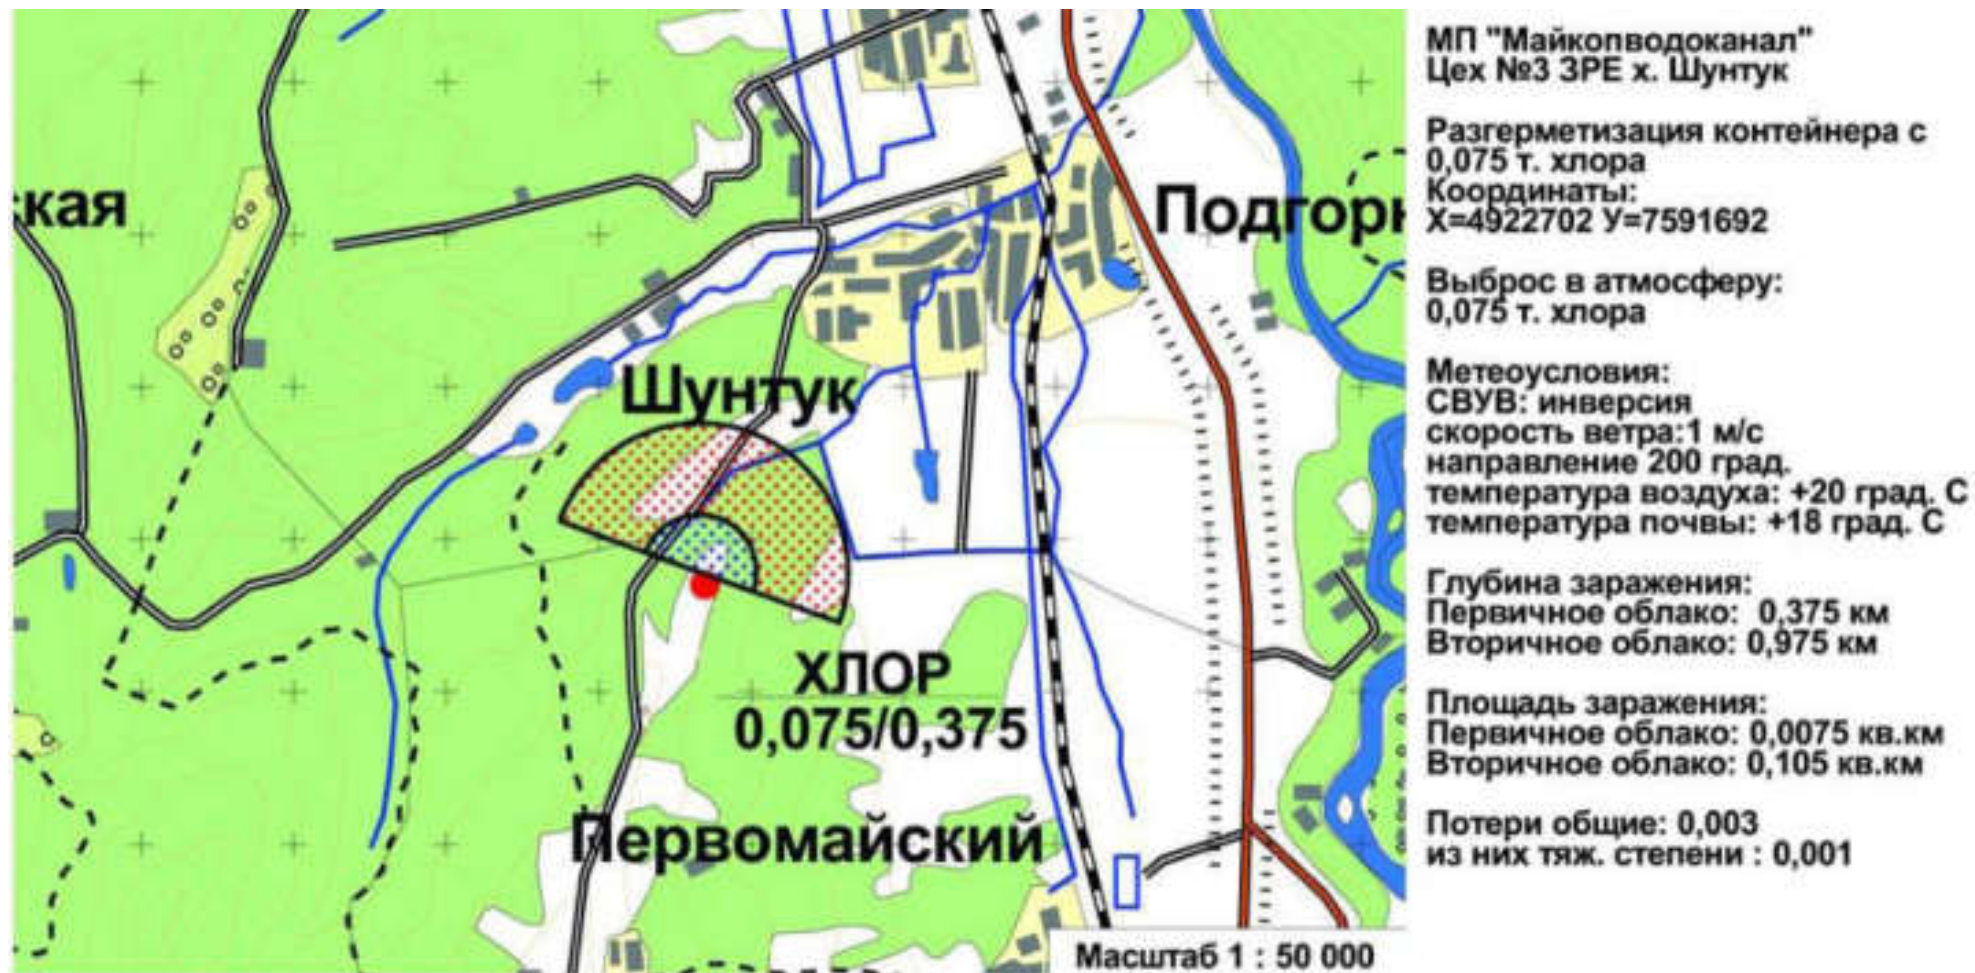 ская
Подгорн
Шунтук
ХЛОР
0,075/0,375
Первомайский
Масштаб 1 : 50 000
МП "Майкопводоканал"
Цех №3 ЗРЕ х. Шунтук
Разгерметизация контейнера с
0,075 т. хлора
Координаты:
Х=4922702 У=7591692
Выброс в атмосферу:
0,075 т. хлора
Метеоусловия:
СВУВ: инверсия
скорость ветра:1 м/с
направление 200 град.
температура воздуха: +20 град. С
температура почвы: +18 град. С
Глубина заражения:
Первичное облако: 0,375 км
Вторичное облако: 0,975 км
Площадь заражения:
Первичное облако: 0,0075 кв.км
Вторичное облако: 0,105 кв.км
Потери общие: 0,003
из них тяж. степени : 0,001